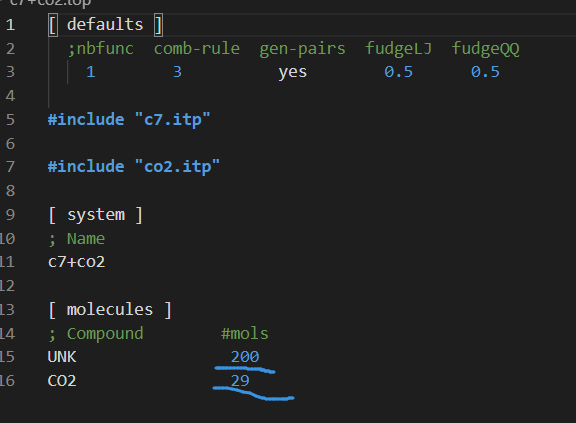 c7+co2.top
1 [ defaults ]
2 ;nbfunc comb-rule gen-pairs fudgeLJ fudgeQQ
3 1 3 yes 0.5 0.5
4
5 #include "c7.itp"
6
7 #include "co2.itp"
8
9 [ system ]
10 ; Name
11 c7+co2
12
13 [ molecules ]
14 ; Compound #mols
15 UNK 200
16 CO2 29